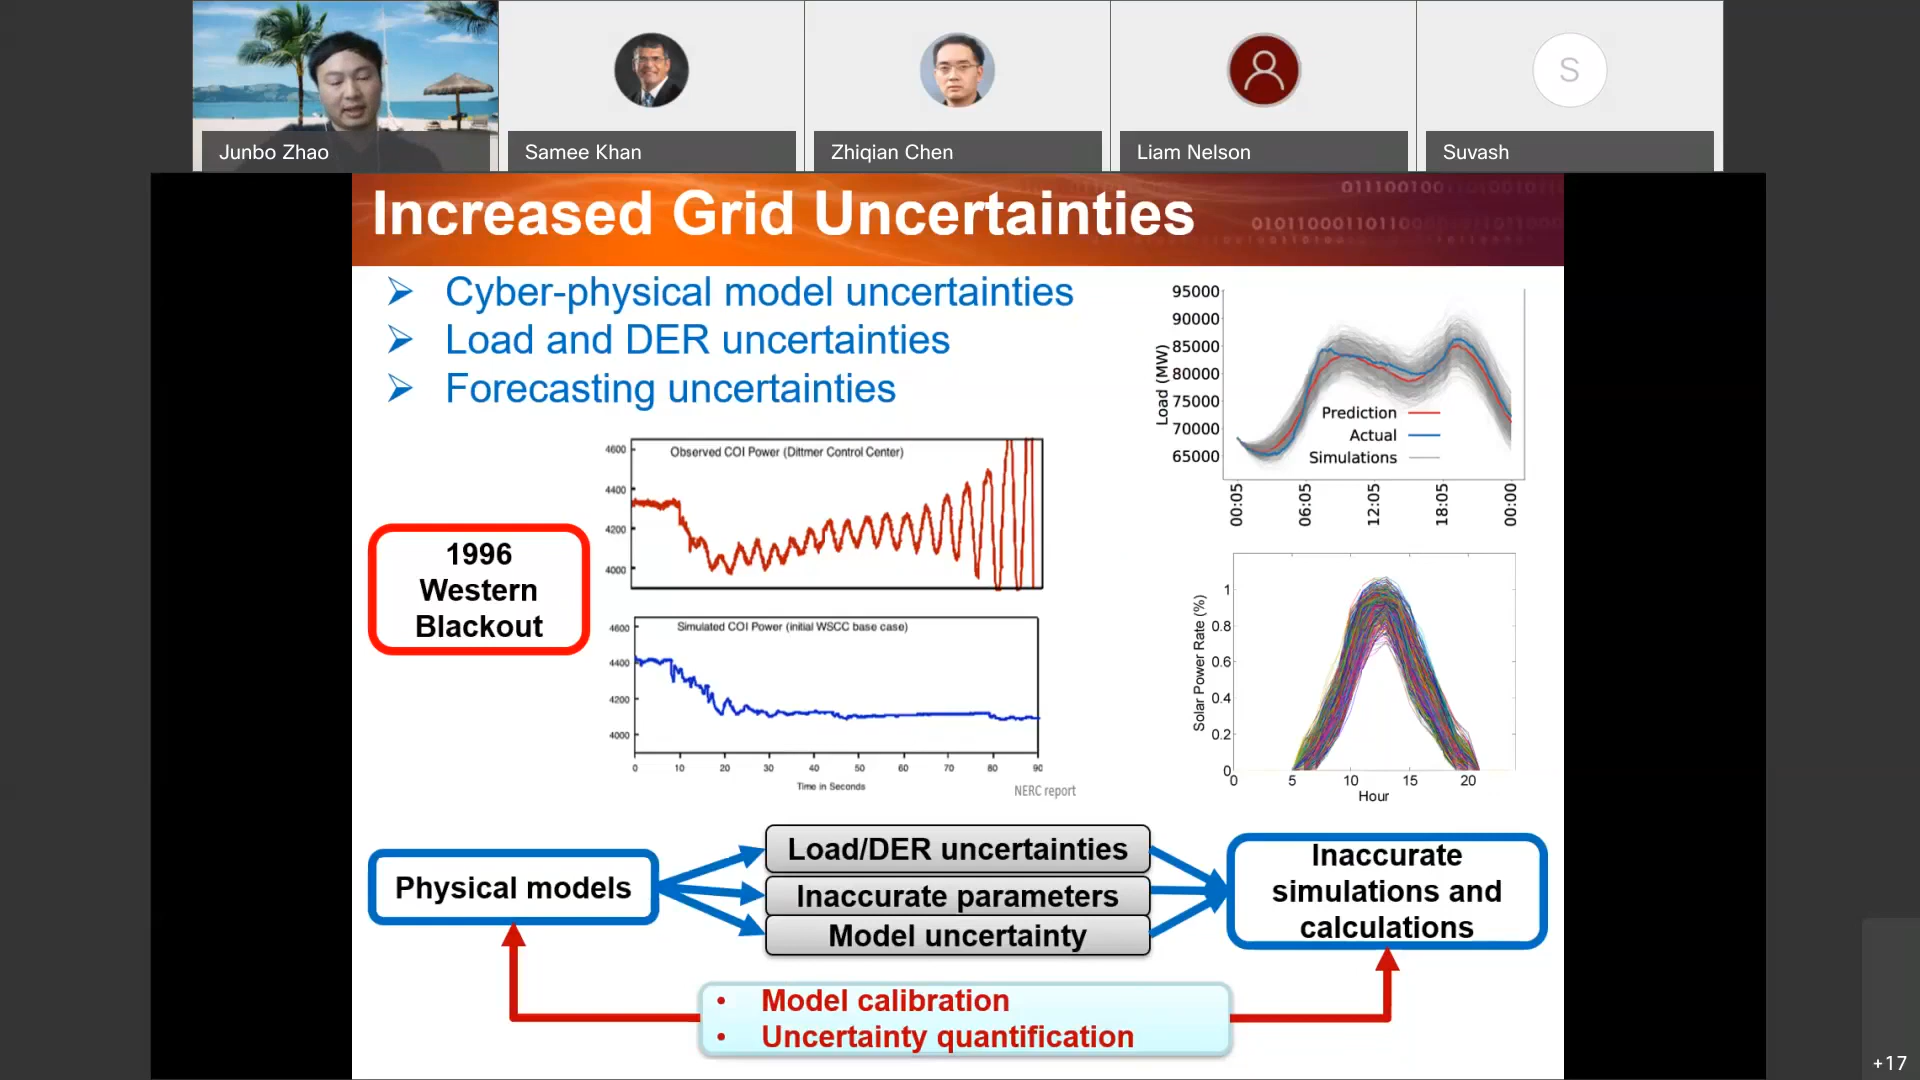 Junbo Zhao
Samee Khan
Zhiqian Chen
Liam Nelson
S
Suvash
Increased Grid Uncertainties
Cyber-physical model uncertainties
Load and DER uncertainties
Forecasting uncertainties
95000
90000
85000
80000
75000
70000
65000
Load (MW)
Prediction
Actual
Simulations
00:05
06:05
12:05
18:05
00:00
1996
Western
Blackout
Observed COI Power (Dittmer Control Center)
4600
4400
4200
4000
Simulated COI Power (initial WSCC base case)
4600
4400
4200
4000
0 10 20 30 40 50 60 70 80 90
Time in Seconds
NERC report
1
0.8
0.6
0.4
0.2
0
Solar Power Rate (%)
0 5 10 15 20
Hour
Physical models
Load/DER uncertainties
Inaccurate parameters
Model uncertainty
Inaccurate
simulations and
calculations
• Model calibration
• Uncertainty quantification
+17